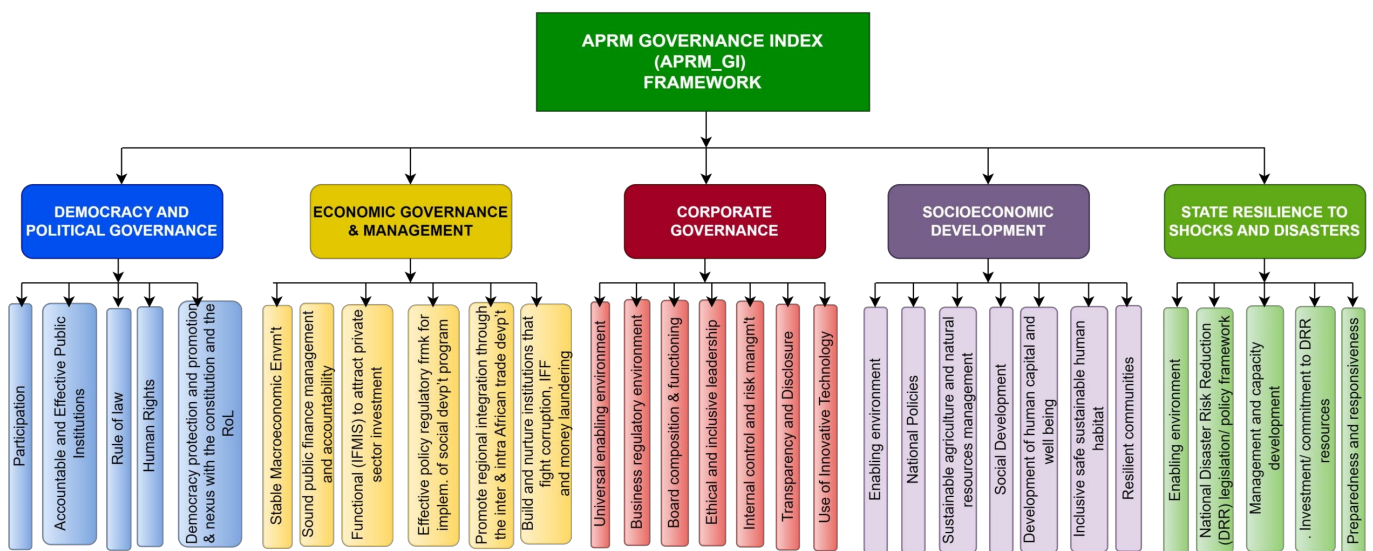 APRM GOVERNANCE INDEX
(APRM_GI)
FRAMEWORK
DEMOCRACY AND
POLITICAL GOVERNANCE
ECONOMIC GOVERNANCE
& MANAGEMENT
CORPORATE
GOVERNANCE
SOCIOECONOMIC
DEVELOPMENT
STATE RESILIENCE TO
SHOCKS AND DISASTERS
Participation
Accountable and Effective Public
Institutions
Rule of law
Human Rights
Democracy protection and promotion
& nexus with the constitution and the
RoL
Stable Macroeconomic Envm't
Sound public finance management
and accountability
Functional (IFMIS) to attract private
sector investment
Effective policy regulatory frmk for
implem. of social devp't program
Promote regional integration through
the inter & intra African trade devp't
Build and nurture institutions that
fight corruption, IFF
and money laundering
Universal enabling environment
Business regulatory environment
Board composition & functioning
Ethical and inclusive leadership
Internal control and risk mangm't
Transparency and Disclosure
Use of Innovative Technology
Enabling environment
National Policies
Sustainable agriculture and natural
resources management
Social Development
Development of human capital and
well being
Inclusive safe sustainable human
habitat
Resilient communities
Enabling environment
National Disaster Risk Reduction
(DRR) legislation/ policy framework
Management and capacity
development
. Investment/ commitment to DRR
resources
Preparedness and responsiveness